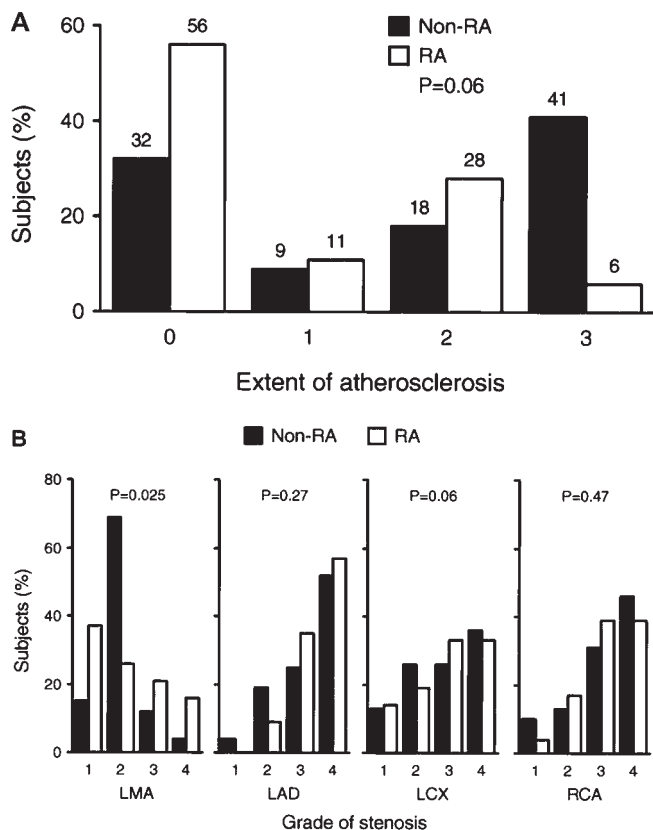 A
Non-RA
RA
P=0.06
Subjects (%)
60
40
20
0
32
56
9
11
18
28
41
6
0 1 2 3
Extent of atherosclerosis
B
Non-RA RA
Subjects (%)
80
60
40
20
0
P=0.025 P=0.27 P=0.06 P=0.47
1 2 3 4 1 2 3 4 1 2 3 4 1 2 3 4
LMA LAD LCX RCA
Grade of stenosis